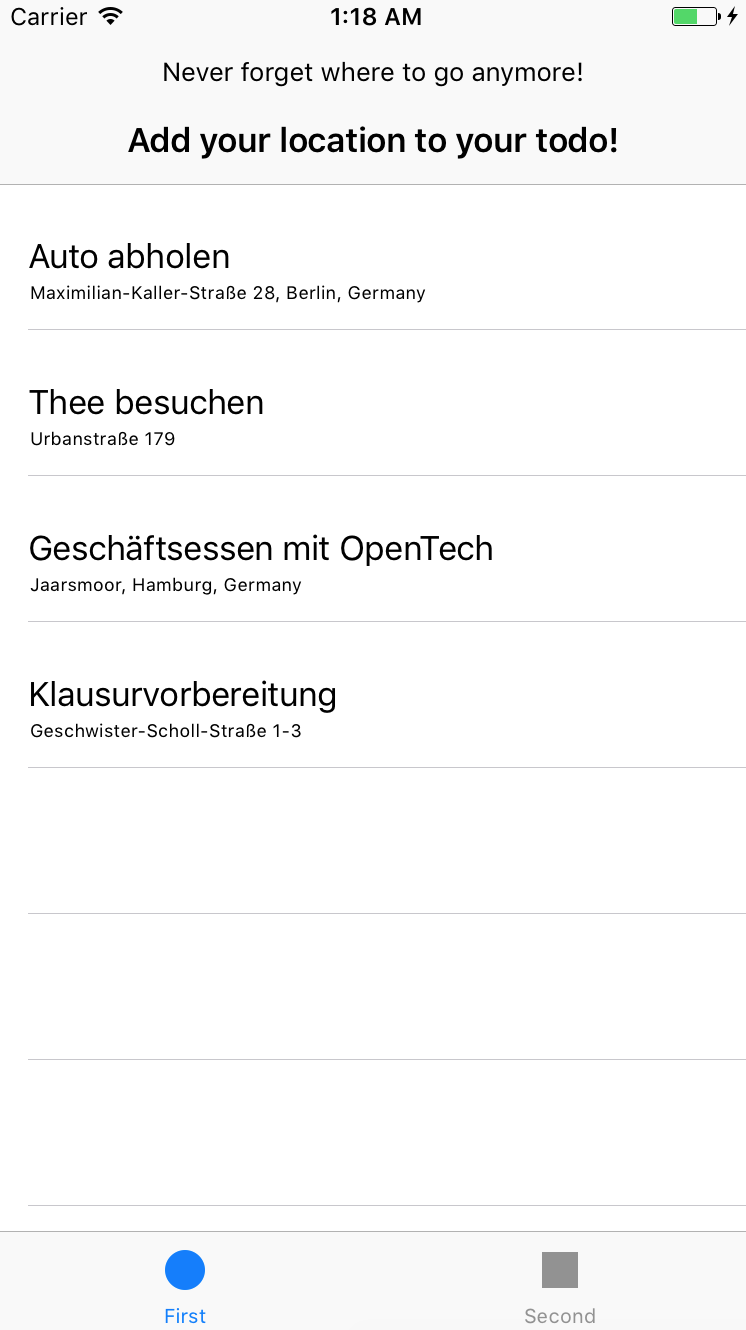 Carrier 1:18 AM
Never forget where to go anymore!
Add your location to your todo!
Auto abholen
Maximilian-Kaller-Straße 28, Berlin, Germany
Thee besuchen
Urbanstraße 179
Geschäftsessen mit OpenTech
Jaarsmoor, Hamburg, Germany
Klausurvorbereitung
Geschwister-Scholl-Straße 1-3
First Second